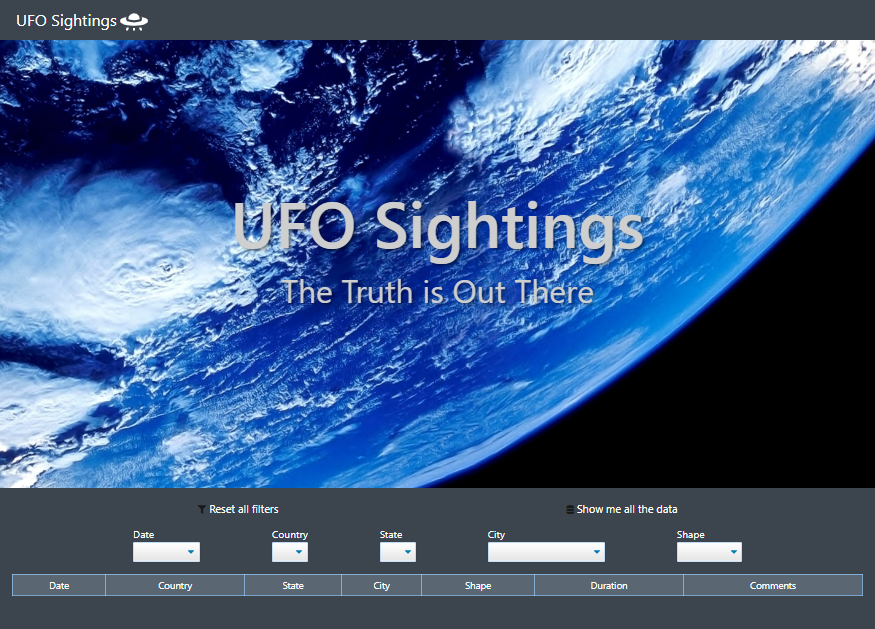 UFO Sightings
UFO Sightings
The Truth is Out There
Reset all filters Show me all the data
Date Country State City Shape
Date Country State City Shape Duration Comments